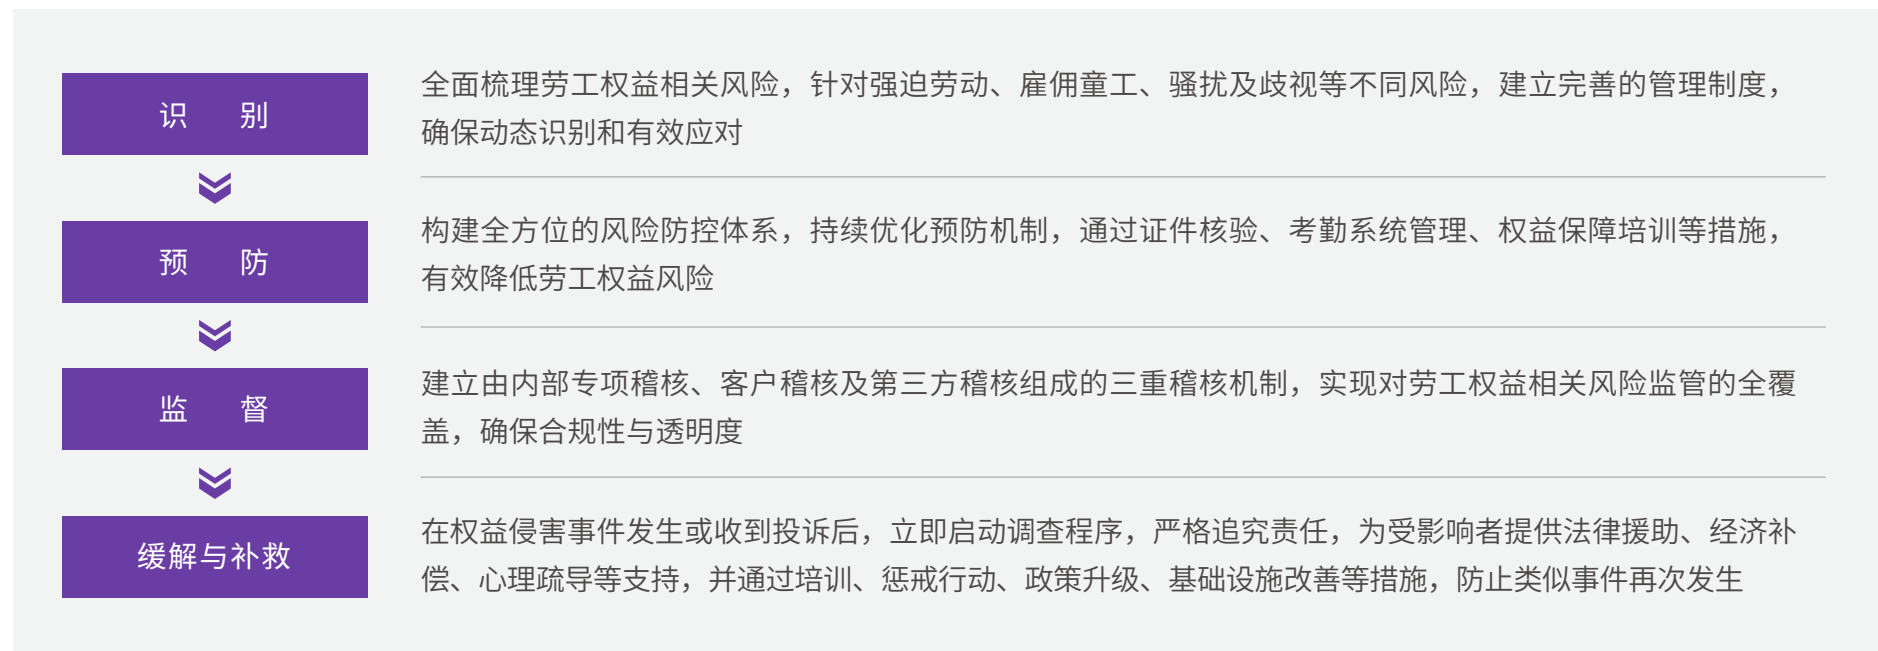 识 别
全面梳理劳工权益相关风险，针对强迫劳动、雇佣童工、骚扰及歧视等不同风险，建立完善的管理制度，
确保动态识别和有效应对
预 防
构建全方位的风险防控体系，持续优化预防机制，通过证件核验、考勤系统管理、权益保障培训等措施，
有效降低劳工权益风险
监 督
建立由内部专项稽核、客户稽核及第三方稽核组成的三重稽核机制，实现对劳工权益相关风险监管的全覆
盖，确保合规性与透明度
缓解与补救
在权益侵害事件发生或收到投诉后，立即启动调查程序，严格追究责任，为受影响者提供法律援助、经济补
偿、心理疏导等支持，并通过培训、惩戒行动、政策升级、基础设施改善等措施，防止类似事件再次发生